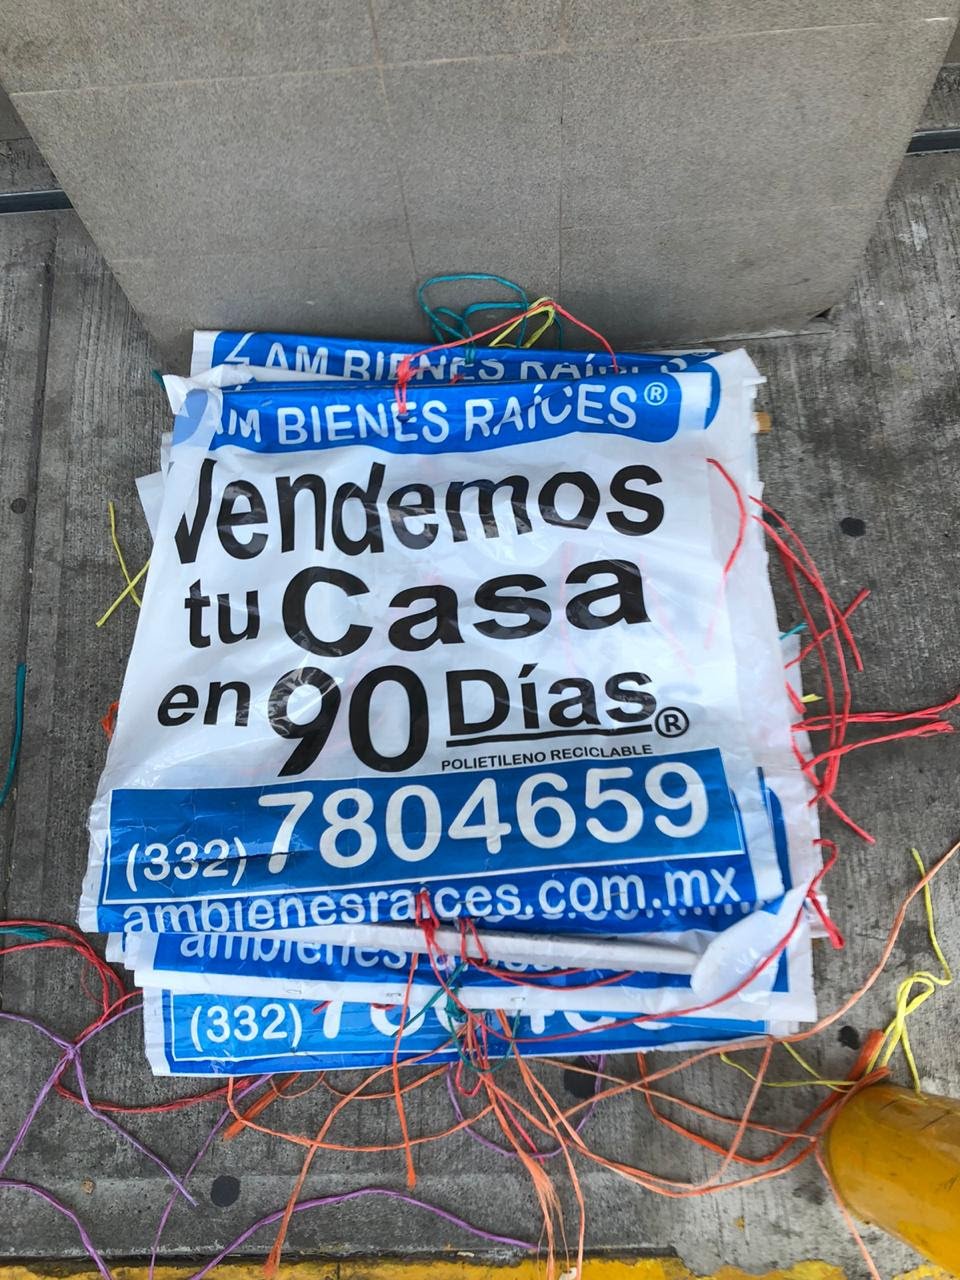 AM BIENES RAÍCES
AM BIENES RAÍCES®
Vendemos
tu Casa
en 90 Días®
POLIETILENO RECICLABLE
(332) 7804659
ambienesraíces.com.mx
ambienes
(332)